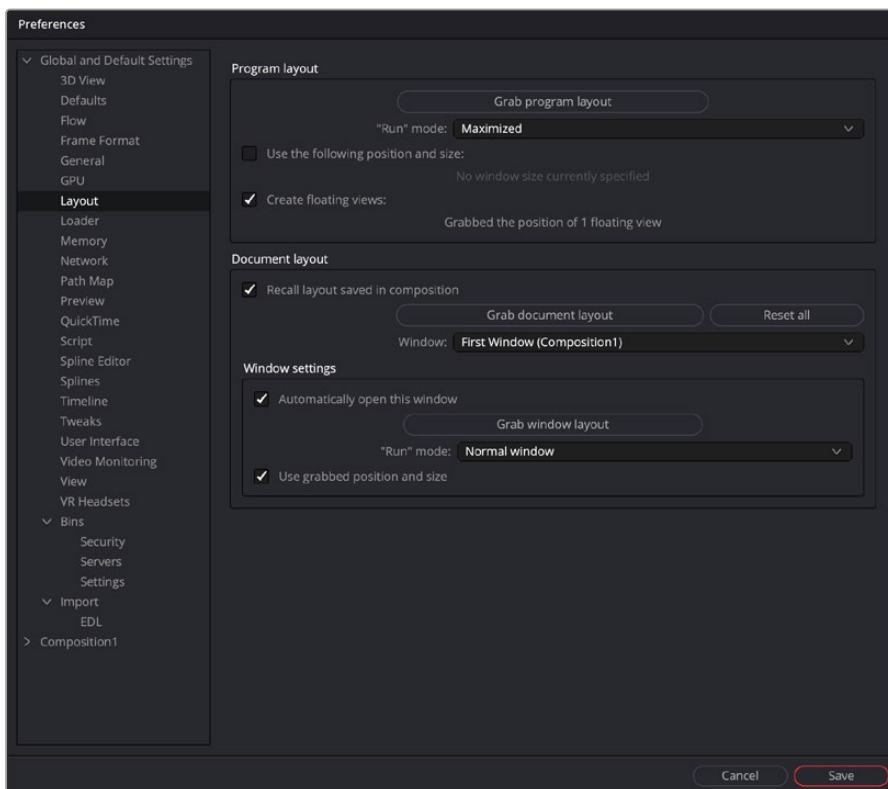 Preferences
Global and Default Settings
3D View
Defaults
Flow
Frame Format
General
GPU
Layout
Loader
Memory
Network
Path Map
Preview
QuickTime
Script
Spline Editor
Splines
Timeline
Tweaks
User Interface
Video Monitoring
View
VR Headsets
Bins
Security
Servers
Settings
Import
EDL
Composition1
Program layout
Grab program layout
"Run" mode: Maximized
Use the following position and size:
No window size currently specified
Create floating views:
Grabbed the position of 1 floating view
Document layout
Recall layout saved in composition
Grab document layout Reset all
Window: First Window (Composition1)
Window settings
Automatically open this window
Grab window layout
"Run" mode: Normal window
Use grabbed position and size
Cancel Save